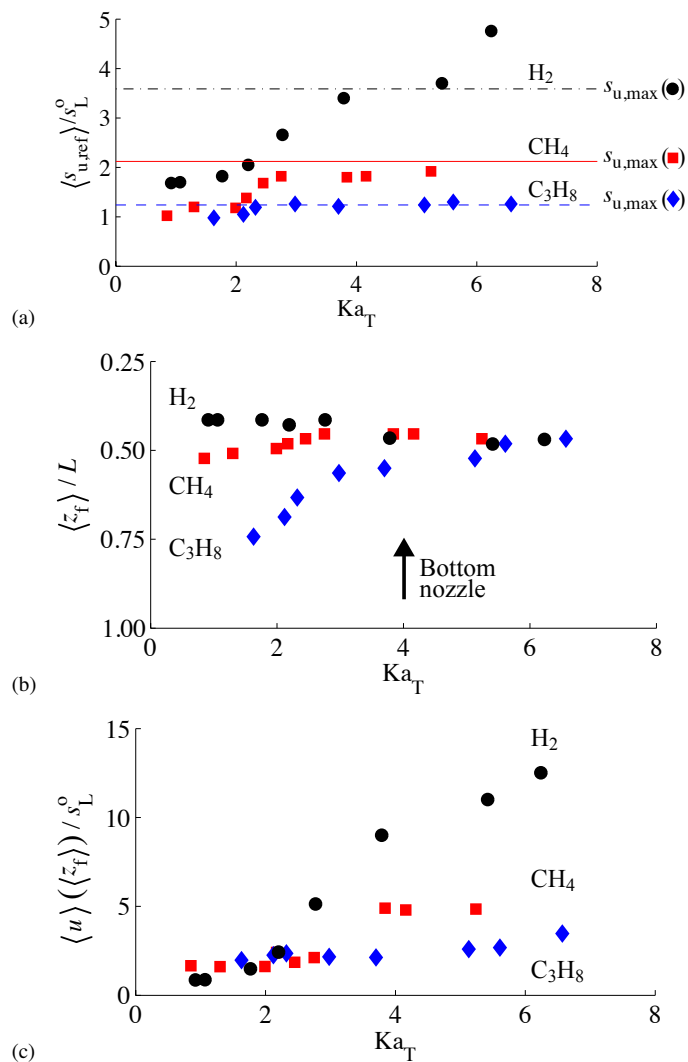 5
4
3
2
1
0
0
2
4
6
8
⟨s_u,ref⟩/s_L^o
Ka_T
H₂
CH₄
C₃H₈
s_u,max(●)
s_u,max(■)
s_u,max(♦)
(a)
0.25
0.50
0.75
1.00
0
2
4
6
8
⟨z_f⟩/L
Ka_T
H₂
CH₄
C₃H₈
Bottom
nozzle
(b)
15
10
5
0
0
2
4
6
8
⟨u⟩(⟨z_f⟩)/s_L^o
Ka_T
H₂
CH₄
C₃H₈
(c)